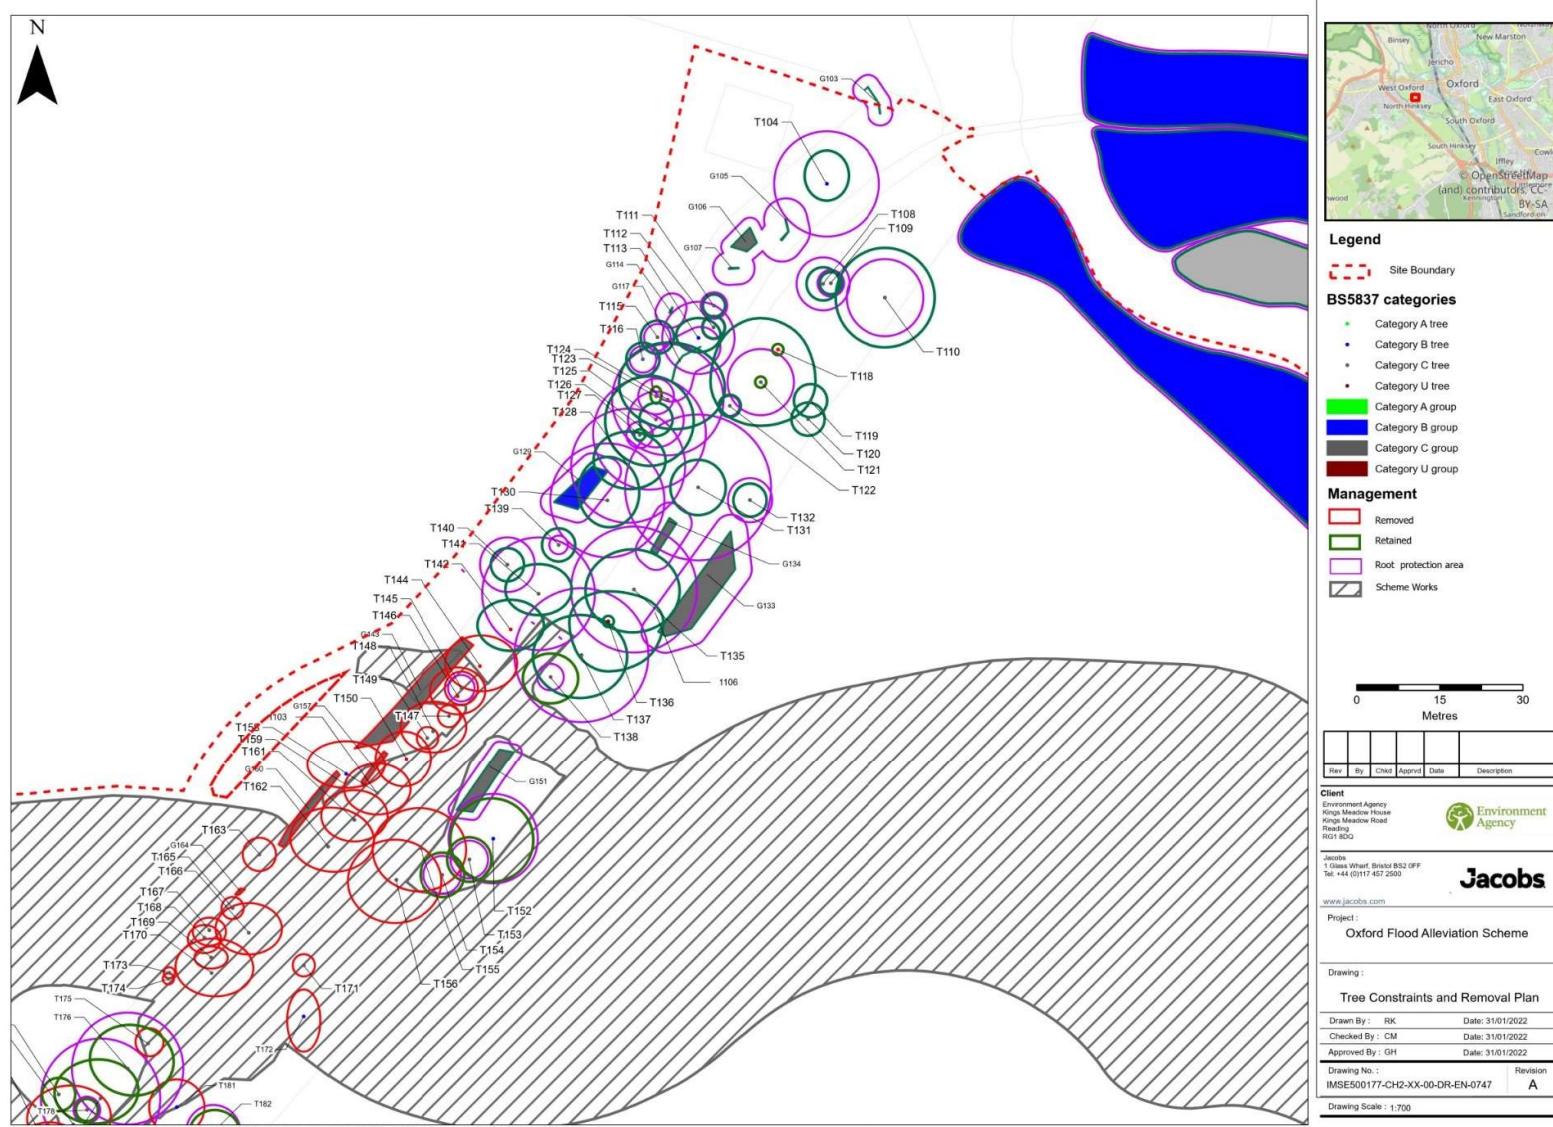 N
G103
T104
G105
G106
G107
T108
T109
T110
T111
T112
T113
G114
G117
T115
T116
T124
T123
T125
T126
T127
T128
T118
T119
T120
T121
T122
G129
T130
T139
T132
T131
T140
T141
T142
G134
G133
T144
T145
T146
G143
T148
T149
T150
T147
G157
T103
T135
1106
T136
T137
T138
T159
T161
G160
T162
G151
T163
G164
T165
T166
T152
T153
T154
T155
T156
T167
T168
T169
T170
T173
T174
T171
T175
T176
T172
T178
T181
T182
North Oxford
Binsey
New Marston
Jericho
West Oxford
Oxford
North Hinksey
East Oxford
South Oxford
South Hinksey
Iffley
© OpenStreetMap
(and) contributors, CC-
BY-SA
Kennington
Littlemore
Sandford-on
Legend
Site Boundary
BS5837 categories
Category A tree
Category B tree
Category C tree
Category U tree
Category A group
Category B group
Category C group
Category U group
Management
Removed
Retained
Root protection area
Scheme Works
0 15 30
Metres
Rev By Chkd Apprvd Date Description
Client
Environment Agency
Kings Meadow House
Kings Meadow Road
Reading
RG1 8DQ
Environment
Agency
Jacobs
1 Glass Wharf, Bristol BS2 0FF
Tel: +44 (0)117 457 2500
Jacobs
www.jacobs.com
Project :
Oxford Flood Alleviation Scheme
Drawing :
Tree Constraints and Removal Plan
Drawn By : RK Date: 31/01/2022
Checked By : CM Date: 31/01/2022
Approved By : GH Date: 31/01/2022
Drawing No. : Revision
IMSE500177-CH2-XX-00-DR-EN-0747 A
Drawing Scale : 1:700